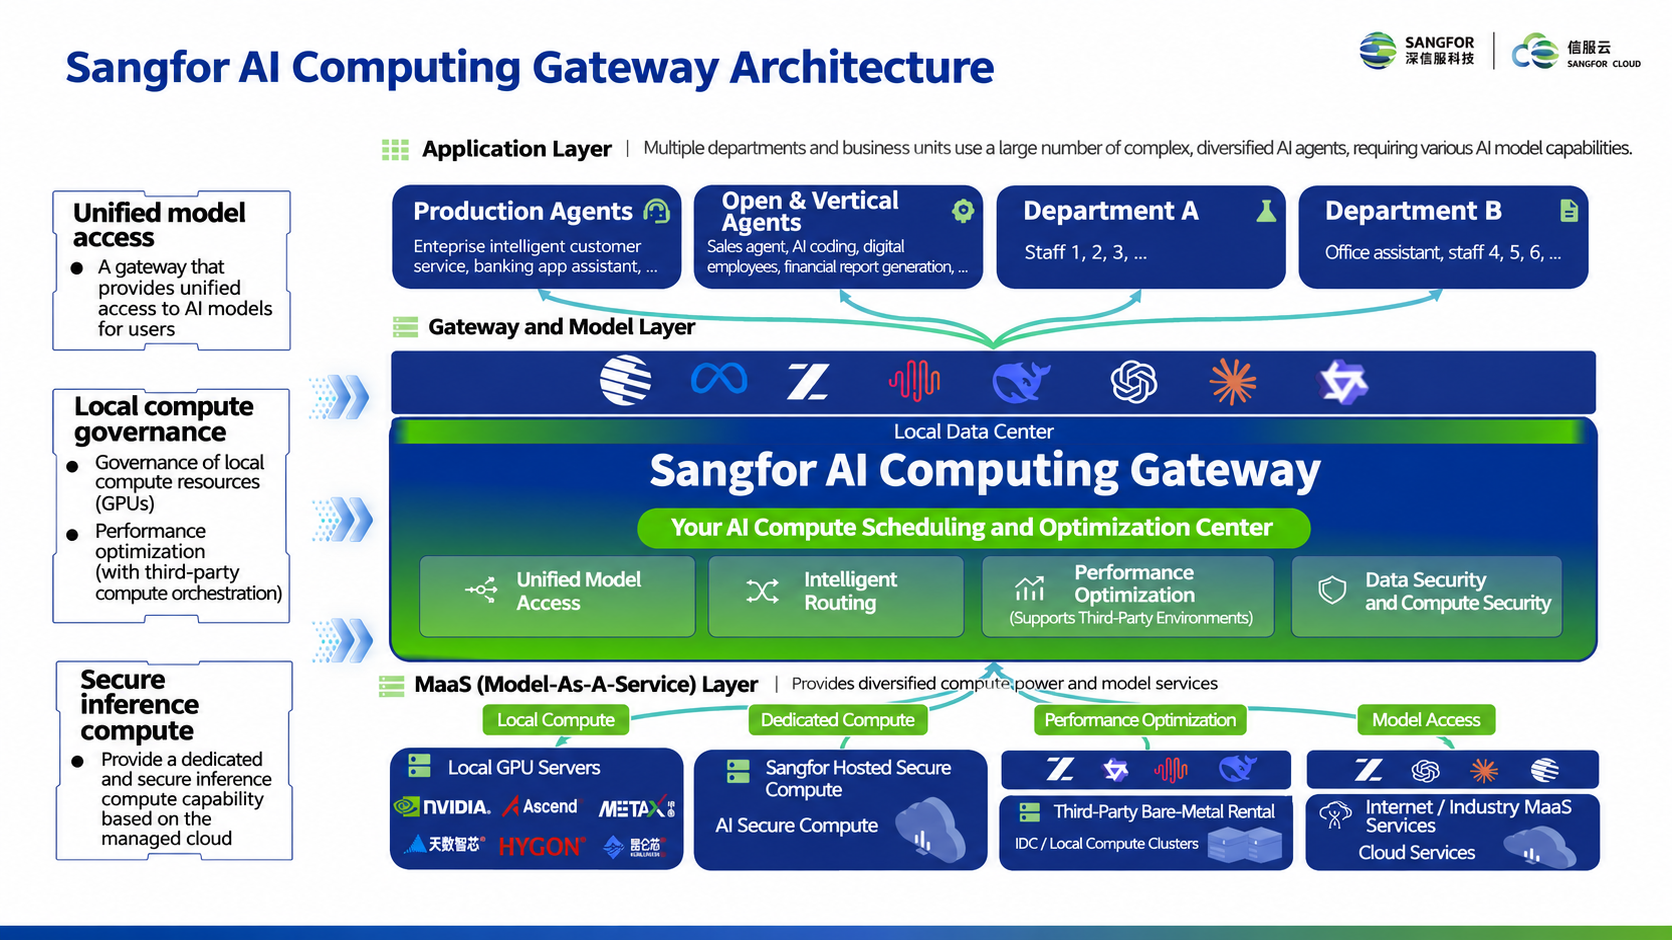 Sangfor AI Computing Gateway Architecture
SANGFOR
深信服科技
信服云
SANGFOR CLOUD
Application Layer | Multiple departments and business units use a large number of complex, diversified AI agents, requiring various AI model capabilities.
Unified model
access
● A gateway that
provides unified
access to AI models
for users
Production Agents
Enteprise intelligent customer
service, banking app assistant, ...
Open & Vertical
Agents
Sales agent, AI coding, digital
employees, financial report generation, ...
Department A
Staff 1, 2, 3, ...
Department B
Office assistant, staff 4, 5, 6, ...
Gateway and Model Layer
Local compute
governance
● Governance of local
compute resources
(GPUs)
● Performance
optimization
(with third-party
compute orchestration)
Local Data Center
Sangfor AI Computing Gateway
Your AI Compute Scheduling and Optimization Center
Unified Model
Access
Intelligent
Routing
Performance
Optimization
(Supports Third-Party Environments)
Data Security
and Compute Security
Secure
inference
compute
● Provide a dedicated
and secure inference
compute capability
based on the
managed cloud
MaaS (Model-As-A-Service) Layer | Provides diversified compute power and model services
Local Compute
Dedicated Compute
Performance Optimization
Model Access
Local GPU Servers
NVIDIA.
Ascend
METAX
天数智芯
HYGON
昆仑芯
Sangfor Hosted Secure
Compute
AI Secure Compute
Third-Party Bare-Metal Rental
IDC / Local Compute Clusters
Internet / Industry MaaS
Services
Cloud Services